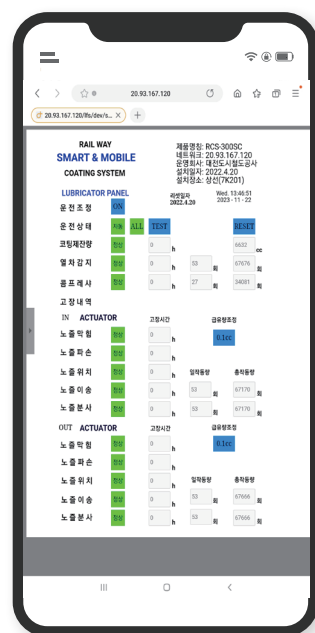 20.93.167.120
20.93.167.120/lfs/dev/s... ×
RAIL WAY
SMART & MOBILE
COATING SYSTEM
제품명칭: RCS-300SC
네트워크: 20.93.167.120
운영회사: 대전도시철도공사
설치일자: 2022.4.20
설치장소: 상선(7K201)
LUBRICATOR PANEL
리셋일자 Wed. 13:46:51
2022.4.20 2023 - 11 - 22
운전조정 ON
운전상태 자동 ALL TEST RESET
코팅재잔량 정상 0 h 6632 cc
열차감지 정상 0 h 53 회 67676 회
콤프레샤 정상 0 h 27 회 34081 회
고장내역
IN ACTUATOR 고장시간 급유량조정
노즐막힘 정상 0 h 0.1cc
노즐파손 정상 0 h
노즐위치 정상 0 h 일작동량 총작동량
노즐이송 정상 0 h 53 회 67170 회
노즐분사 정상 0 h 53 회 67170 회
OUT ACTUATOR 고장시간 급유량조정
노즐막힘 정상 0 h 0.1cc
노즐파손 정상 0 h
노즐위치 정상 0 h 일작동량 총작동량
노즐이송 정상 0 h 53 회 67666 회
노즐분사 정상 0 h 53 회 67666 회